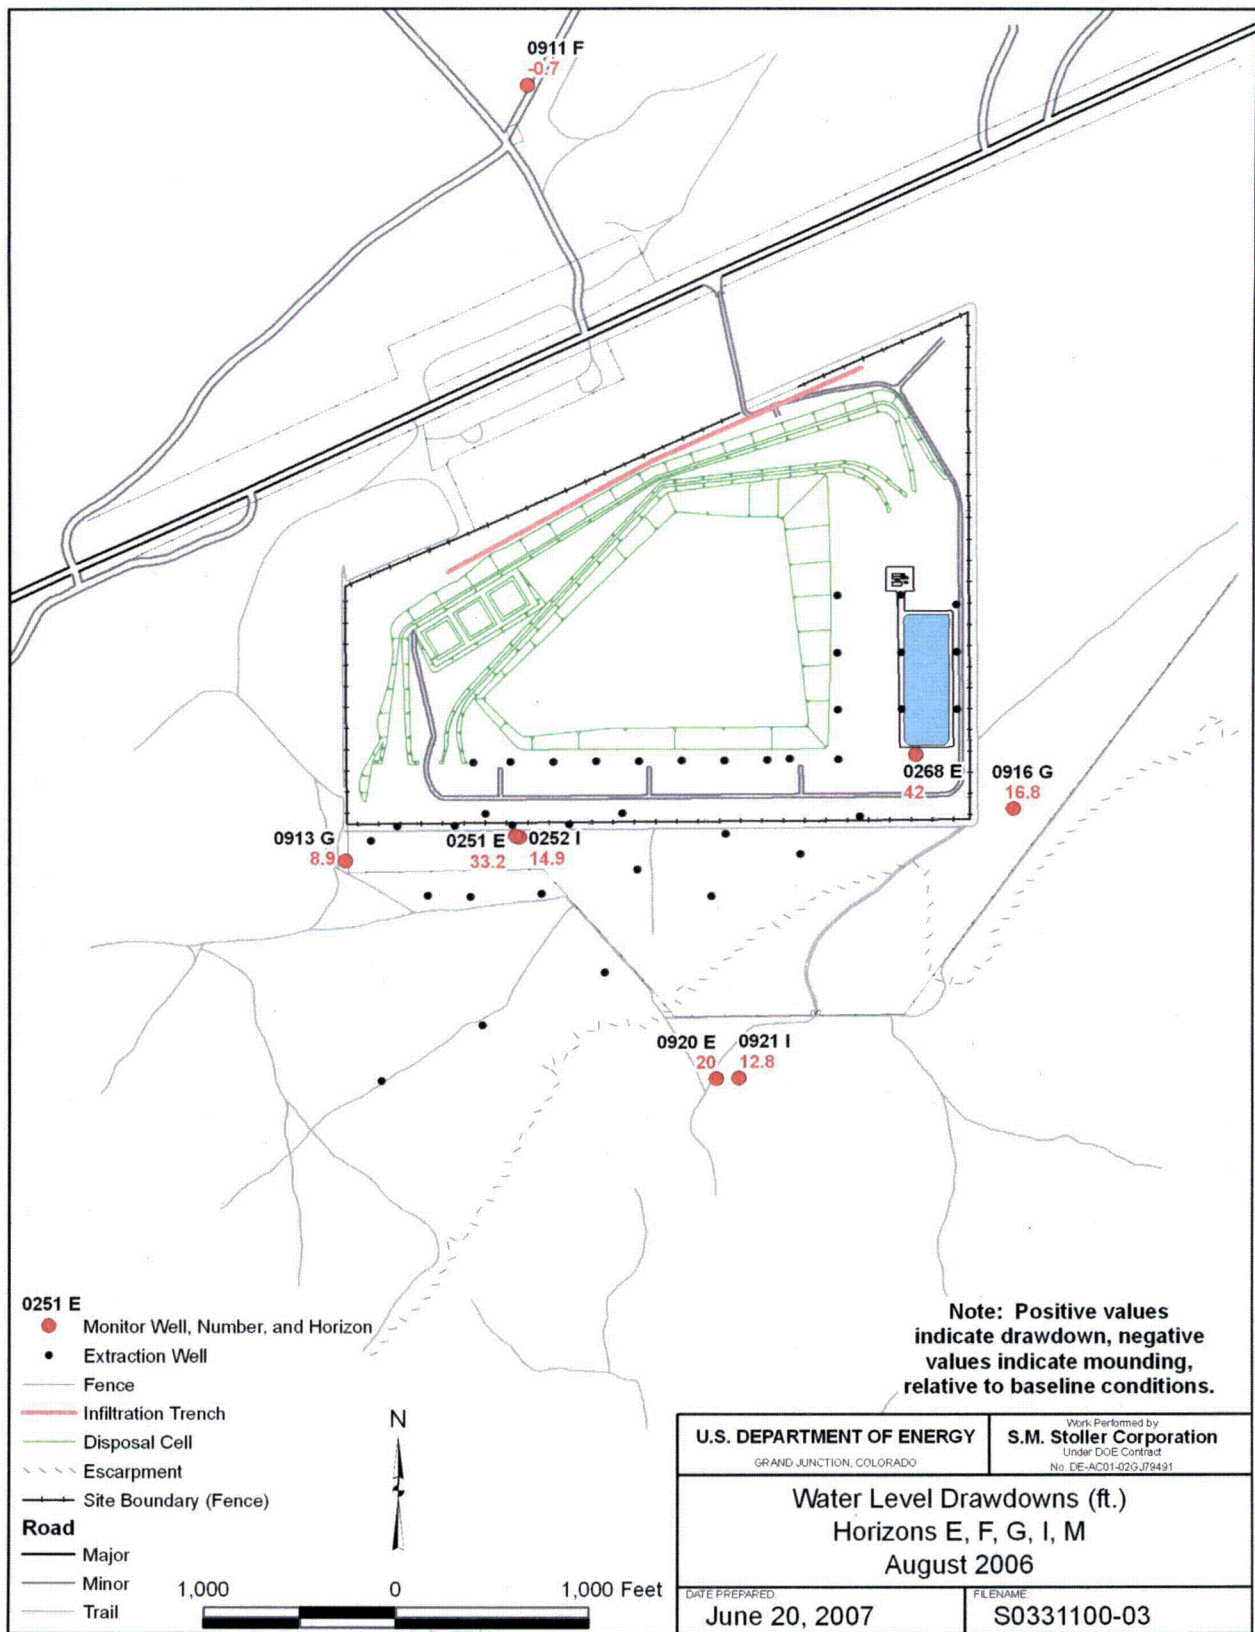 0911 F
-0.7
0268 E
42
0916 G
16.8
0913 G
8.9
0251 E
33.2
0252 I
14.9
0920 E
20
0921 I
12.8
0251 E
Monitor Well, Number, and Horizon
Extraction Well
Fence
Infiltration Trench
Disposal Cell
Escarpment
Site Boundary (Fence)
Road
Major
Minor
Trail
N
1,000 0 1,000 Feet
Note: Positive values
indicate drawdown, negative
values indicate mounding,
relative to baseline conditions.
U.S. DEPARTMENT OF ENERGY
GRAND JUNCTION, COLORADO
Work Performed by
S.M. Stoller Corporation
Under DOE Contract
No. DE-AC01-02GJ79491
Water Level Drawdowns (ft.)
Horizons E, F, G, I, M
August 2006
DATE PREPARED:
June 20, 2007
FILENAME:
S0331100-03